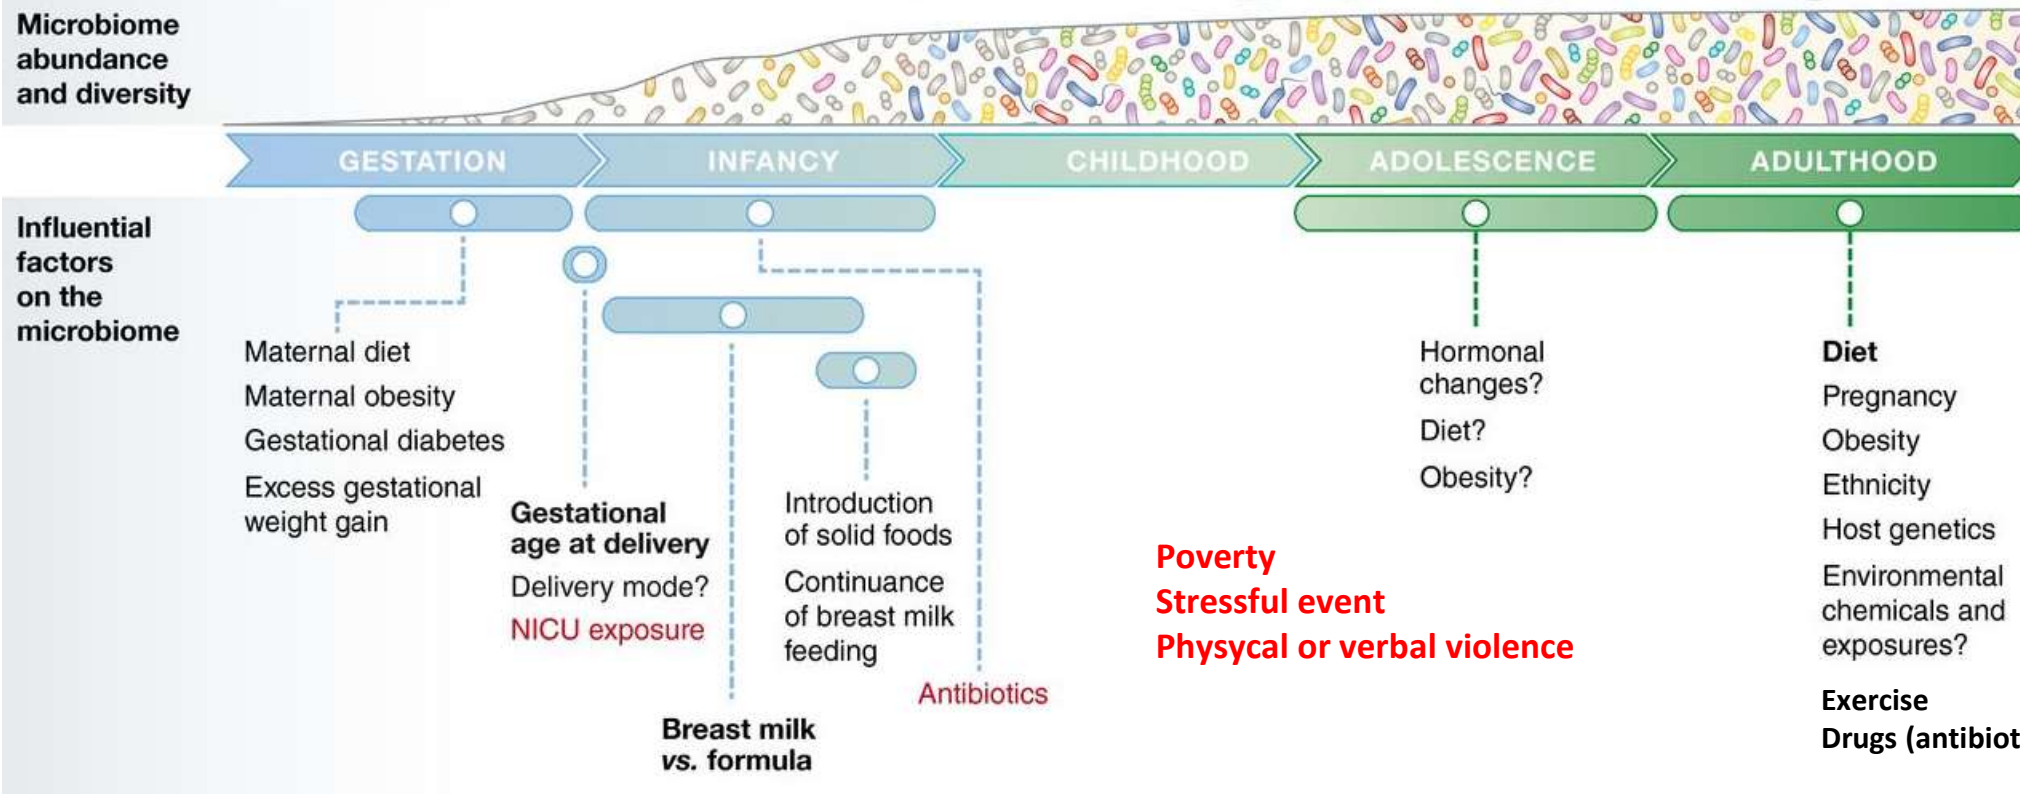 Microbiome
abundance
and diversity
GESTATION
INFANCY
CHILDHOOD
ADOLESCENCE
ADULTHOOD
Influential
factors
on the
microbiome
Maternal diet
Maternal obesity
Gestational diabetes
Excess gestational
weight gain
Gestational
age at delivery
Delivery mode?
NICU exposure
Breast milk
vs. formula
Introduction
of solid foods
Continuance
of breast milk
feeding
Antibiotics
Poverty
Stressful event
Physycal or verbal violence
Hormonal
changes?
Diet?
Obesity?
Diet
Pregnancy
Obesity
Ethnicity
Host genetics
Environmental
chemicals and
exposures?
Exercise
Drugs (antibiot